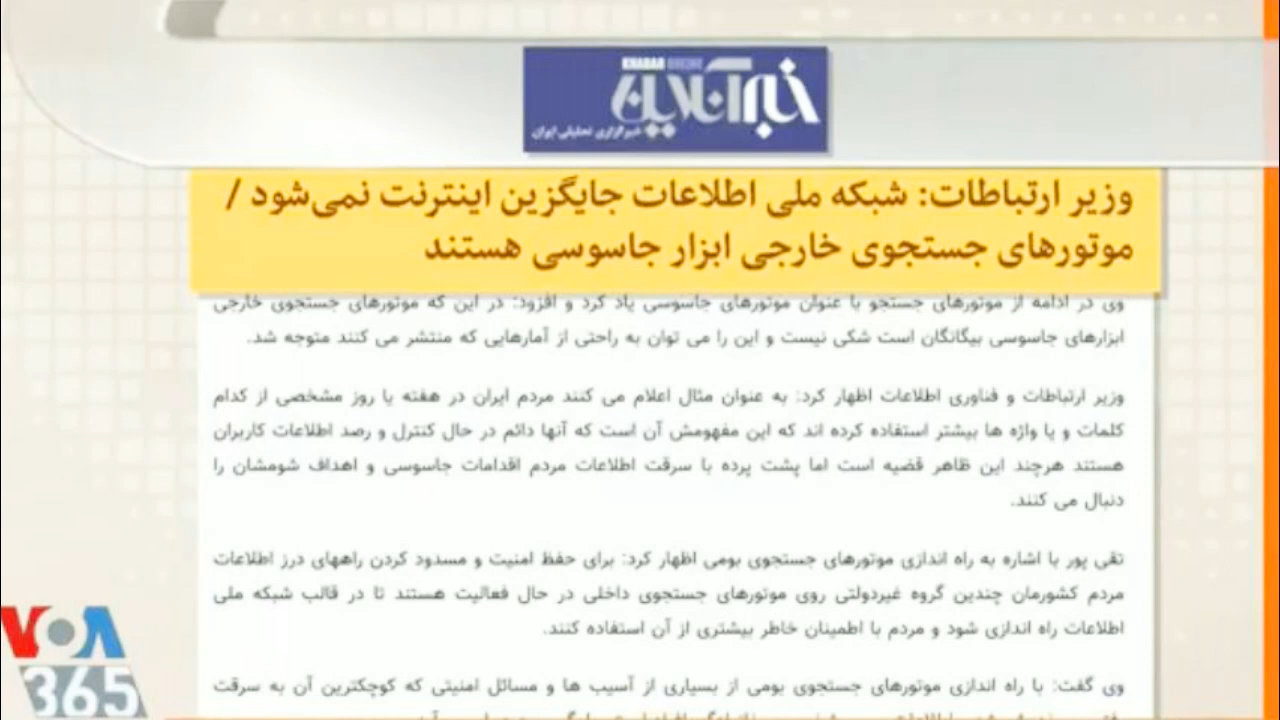 KHABAR ONLINE
خبرآنلاین
خبرگزاری تحلیلی ایران
وزیر ارتباطات: شبکه ملی اطلاعات جایگزین اینترنت نمی‌شود /
موتورهای جستجوی خارجی ابزار جاسوسی هستند
وی در ادامه از موتورهای جستجو با عنوان موتورهای جاسوسی یاد کرد و افزود: در این که موتورهای جستجوی خارجی
ابزارهای جاسوسی بیگانگان است شکی نیست و این را می توان به راحتی از آمارهایی که منتشر می کنند متوجه شد.
وزیر ارتباطات و فناوری اطلاعات اظهار کرد: به عنوان مثال اعلام می کنند مردم ایران در هفته یا روز مشخصی از کدام
کلمات و یا واژه ها بیشتر استفاده کرده اند که این مفهومش آن است که آنها دائم در حال کنترل و رصد اطلاعات کاربران
هستند هرچند این ظاهر قضیه است اما پشت پرده با سرقت اطلاعات مردم اقدامات جاسوسی و اهداف شومشان را
دنبال می کنند.
تقی پور با اشاره به راه اندازی موتورهای جستجوی بومی اظهار کرد: برای حفظ امنیت و مسدود کردن راههای درز اطلاعات
مردم کشورمان چندین گروه غیردولتی روی موتورهای جستجوی داخلی در حال فعالیت هستند تا در قالب شبکه ملی
اطلاعات راه اندازی شود و مردم با اطمینان خاطر بیشتری از آن استفاده کنند.
وی گفت: با راه اندازی موتورهای جستجوی بومی از بسیاری از آسیب ها و مسائل امنیتی که کوچکترین آن به سرقت
VOA
365